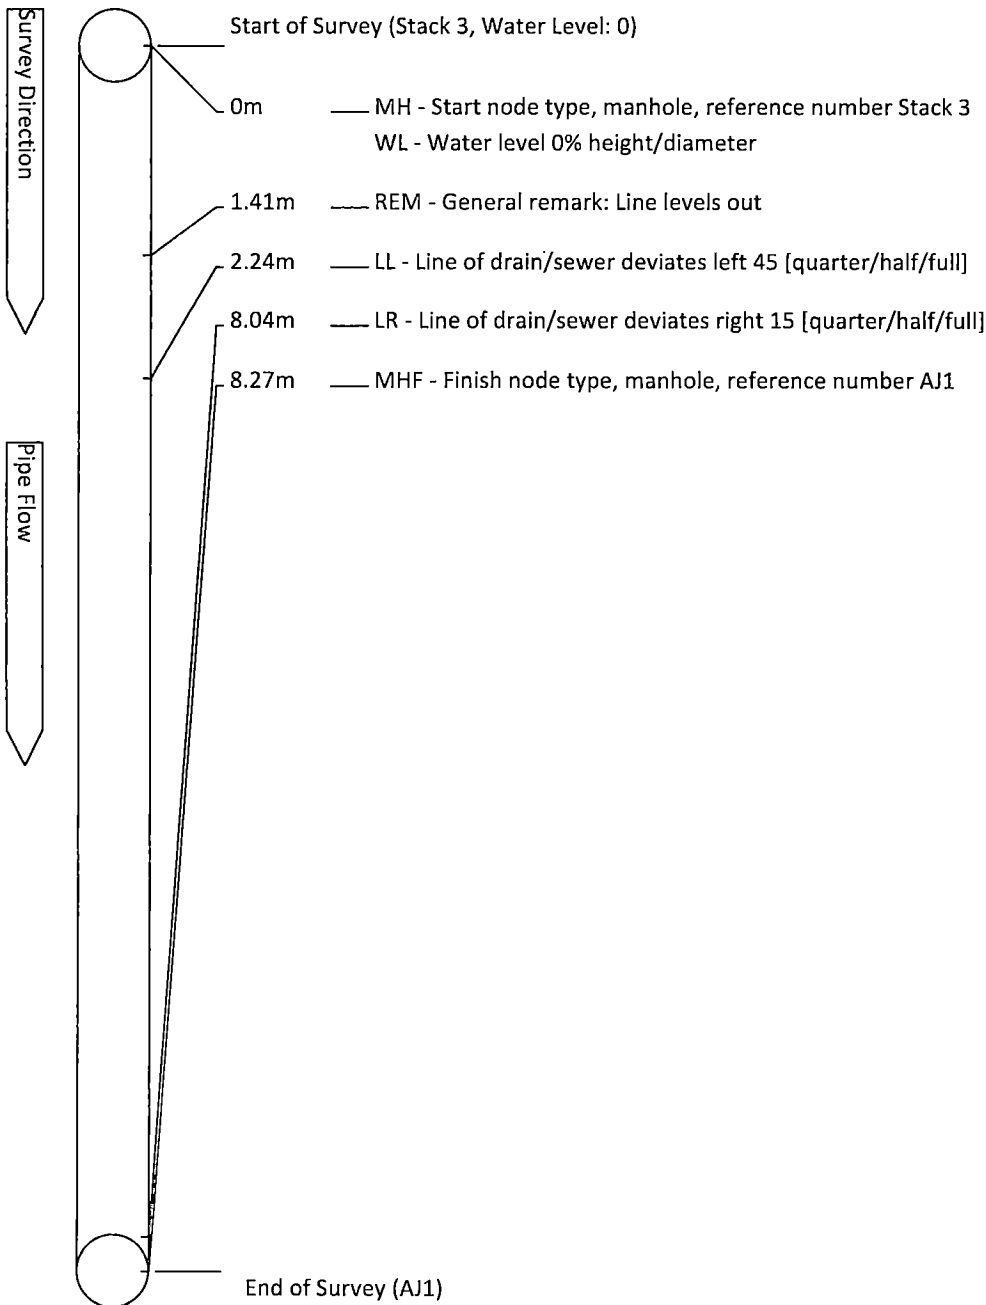 Survey Direction
Start of Survey (Stack 3, Water Level: 0)
0m MH - Start node type, manhole, reference number Stack 3
WL - Water level 0% height/diameter
1.41m REM - General remark: Line levels out
2.24m LL - Line of drain/sewer deviates left 45 [quarter/half/full]
8.04m LR - Line of drain/sewer deviates right 15 [quarter/half/full]
8.27m MHF - Finish node type, manhole, reference number AJ1
Pipe Flow
End of Survey (AJ1)